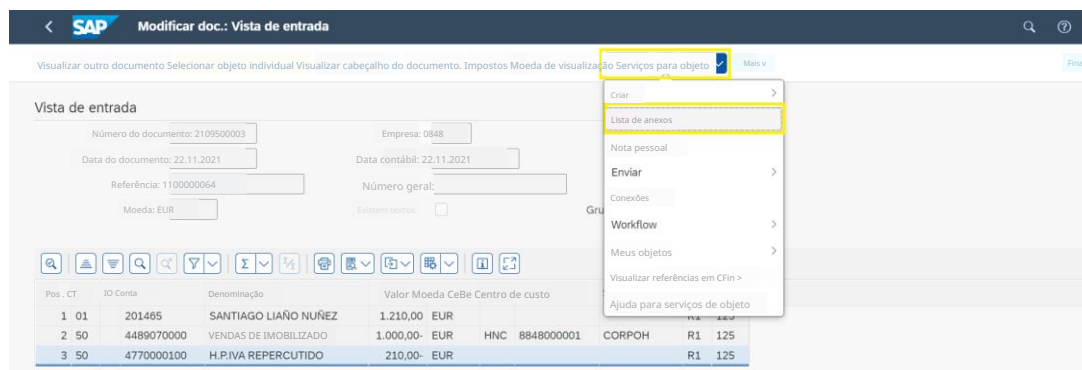 SAP Modificar doc.: Vista de entrada
Visualizar outro documento Selecionar objeto individual Visualizar cabeçalho do documento. Impostos Moeda de visualização Serviços para objeto Mais v
Criar
Vista de entrada
Lista de anexos
Número do documento: 2109500003 Empresa: 0848
Nota pessoal
Data do documento: 22.11.2021 Data contábil: 22.11.2021
Enviar
Referência: 1100000064 Número geral:
Conexões
Moeda: EUR Existem textos:
Workflow
Meus objetos
Visualizar referências em CFin >
Pos. CT IO Conta Denominação Valor Moeda CeBe Centro de custo
Ajuda para serviços de objeto
1 01 201465 SANTIAGO LIAÑO NUÑEZ 1.210,00 EUR R1 125
2 50 4489070000 VENDAS DE IMOBILIZADO 1.000,00- EUR HNC 8848000001 CORPOH R1 125
3 50 4770000100 H.P.IVA REPERCUTIDO 210,00- EUR R1 125